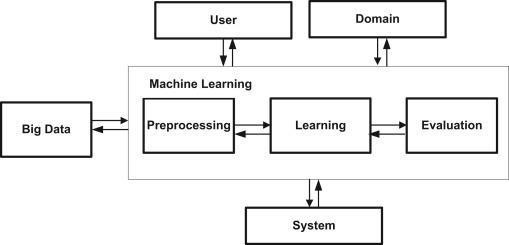 User
Domain
Machine Learning
Big Data
Preprocessing
Learning
Evaluation
System